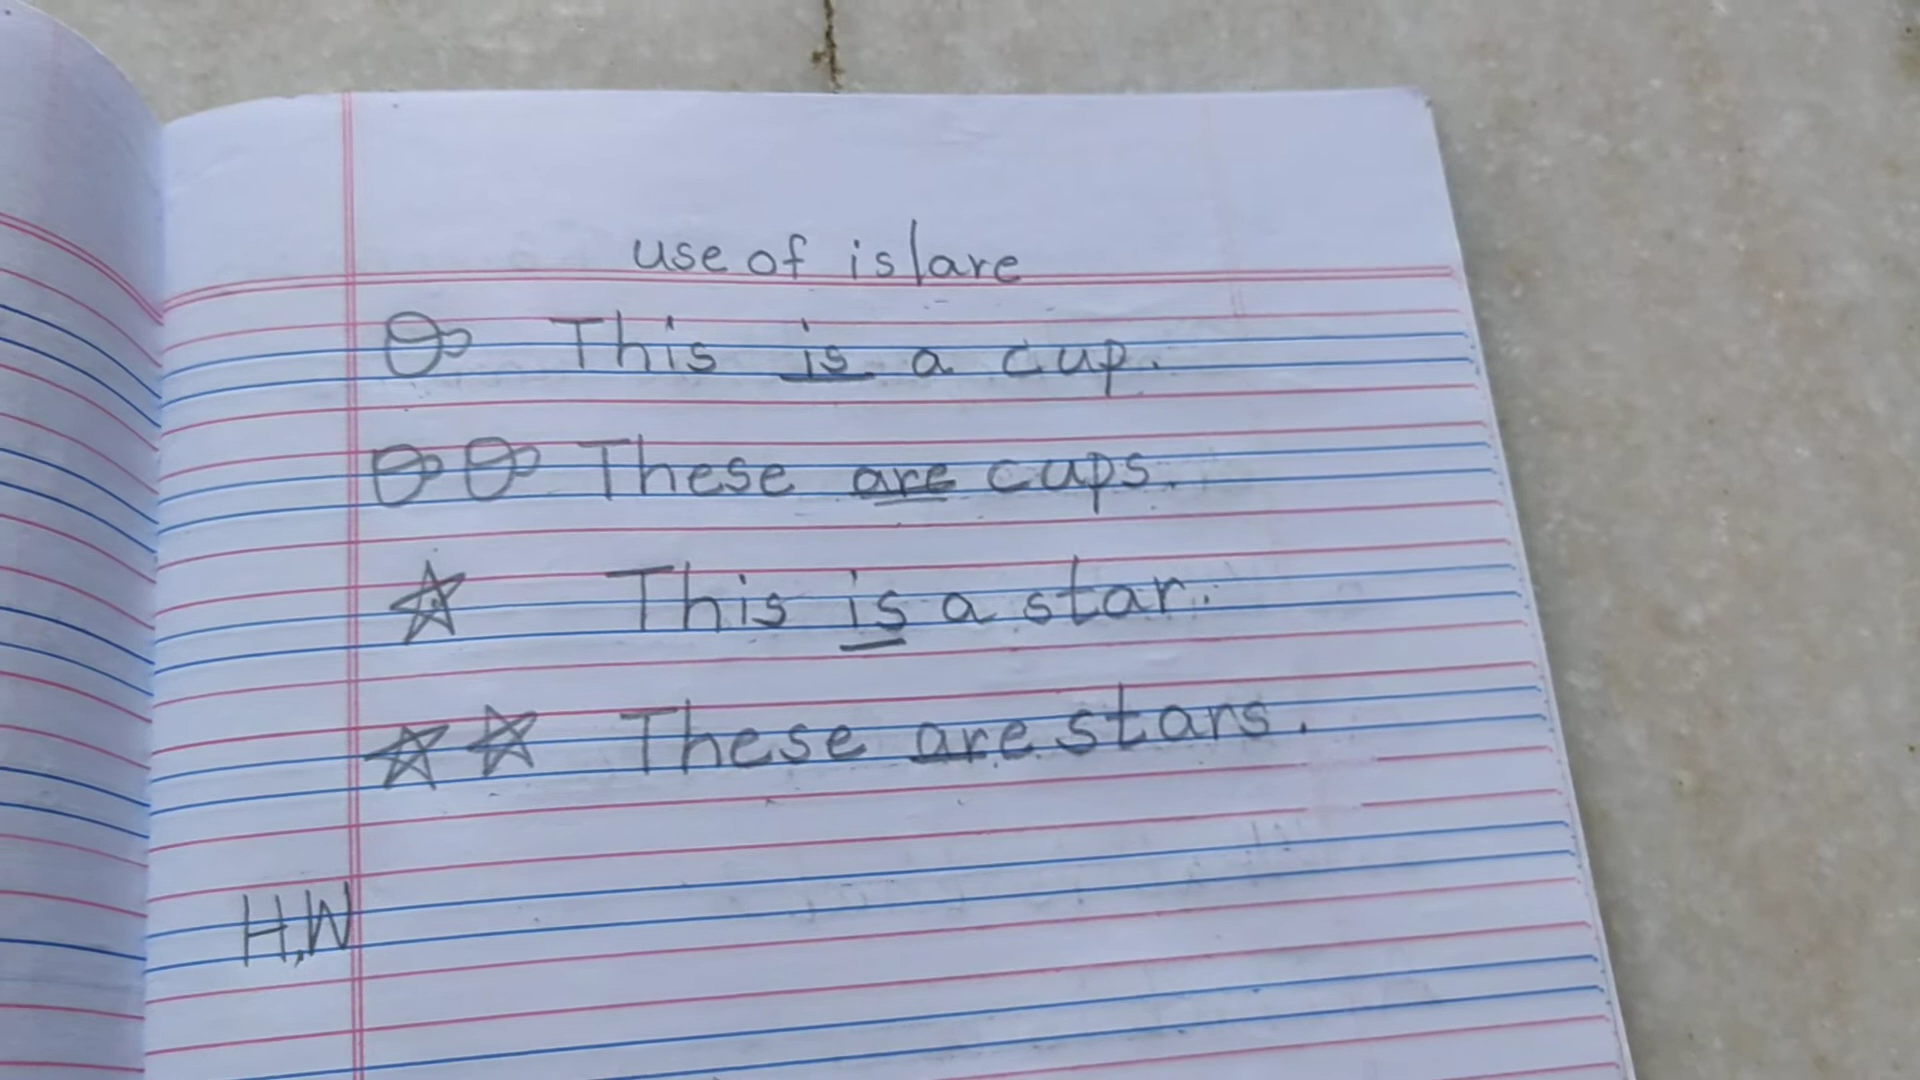 use of is/are
This is a cup.
These are cups.
This is a star.
These are stars.
H.W